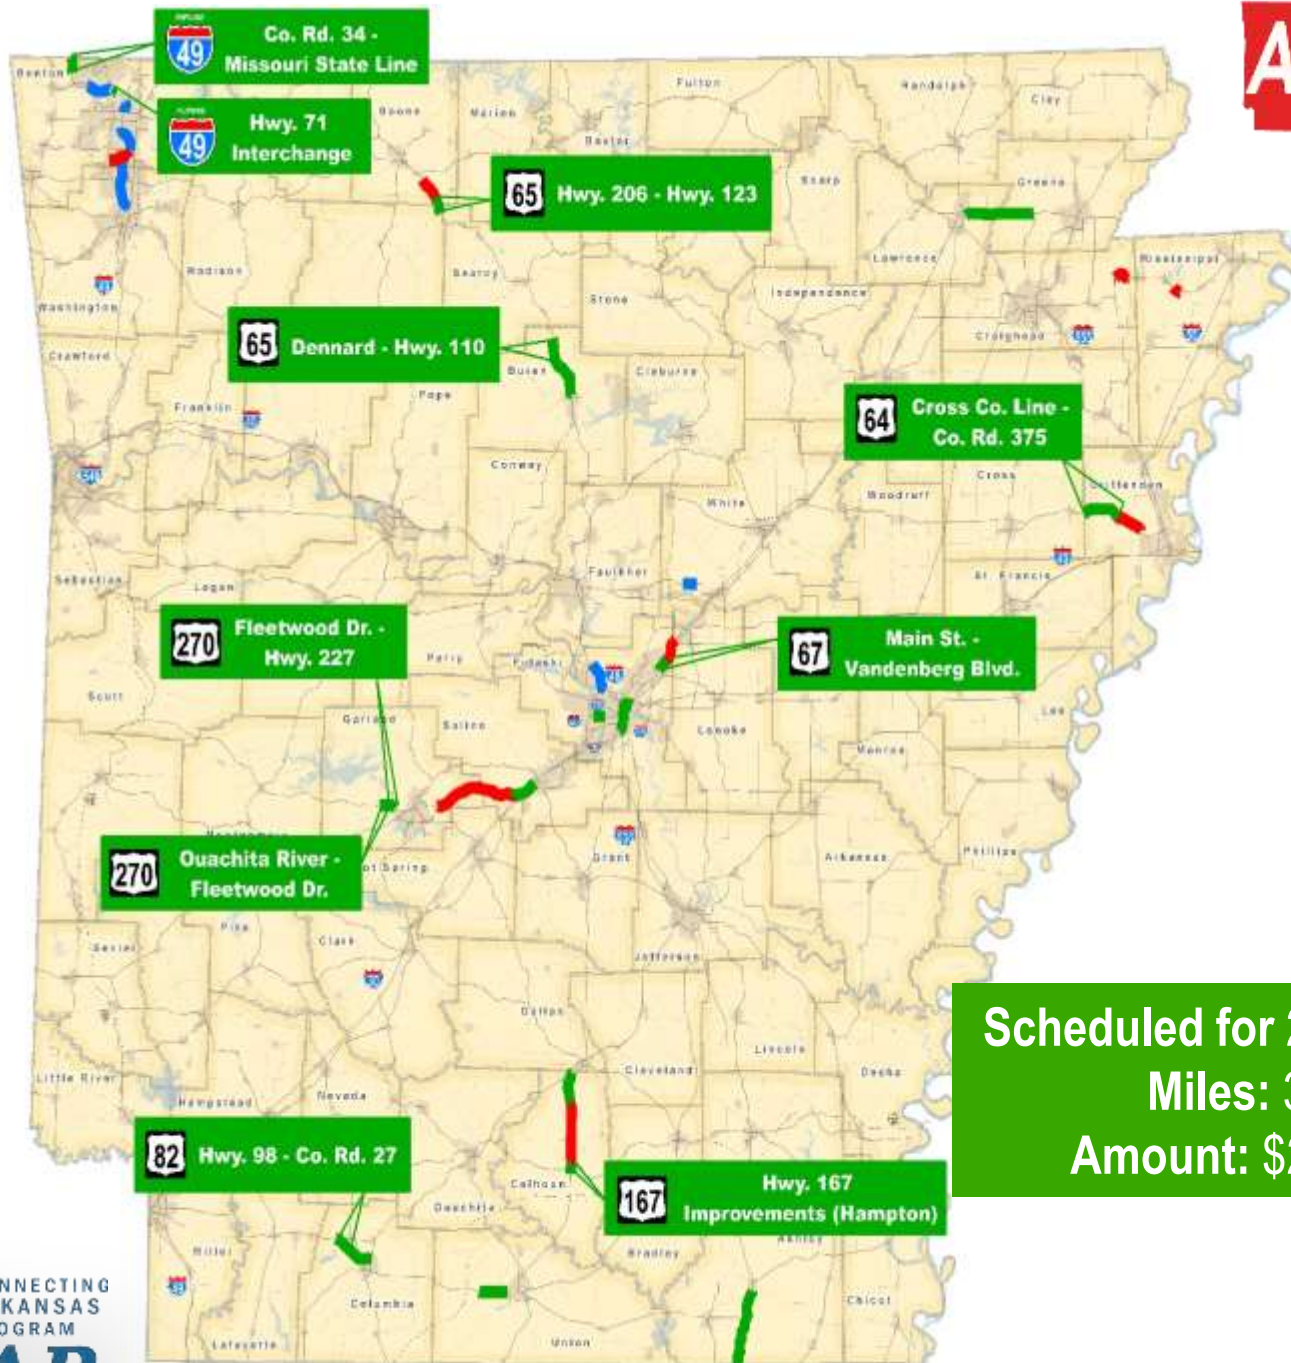 49
Co. Rd. 34 -
Missouri State Line
49
Hwy. 71
Interchange
65
Hwy. 206 - Hwy. 123
65
Dennard - Hwy. 110
64
Cross Co. Line -
Co. Rd. 375
270
Fleetwood Dr. -
Hwy. 227
67
Main St. -
Vandenberg Blvd.
270
Ouachita River -
Fleetwood Dr.
82
Hwy. 98 - Co. Rd. 27
167
Hwy. 167
Improvements (Hampton)
Scheduled for
Miles: 3
Amount: $
A
Benton
Boone
Marion
Fulton
Baxter
Randolph
Clay
Sharp
Greene
Lawrence
Mississippi
Madison
Searcy
Stone
Independence
Washington
Craighead
Crawford
Cleburne
Franklin
Pope
Conway
Cross
Crittenden
White
Woodruff
Faulkner
St. Francis
Sebastian
Logan
Perry
Pulaski
Scott
Garland
Saline
Lonoke
Lee
Monroe
Grant
Arkansas
Phillips
ot Spring
Pike
Clark
Sevier
Jefferson
Dallas
Lincoln
Cleveland
Desha
Little River
Hempstead
Nevada
Calhoun
Ouachita
Bradley
Ashley
Miller
Columbia
Chicot
Lafayette
Union
NNECTING
KANSAS
OGRAM